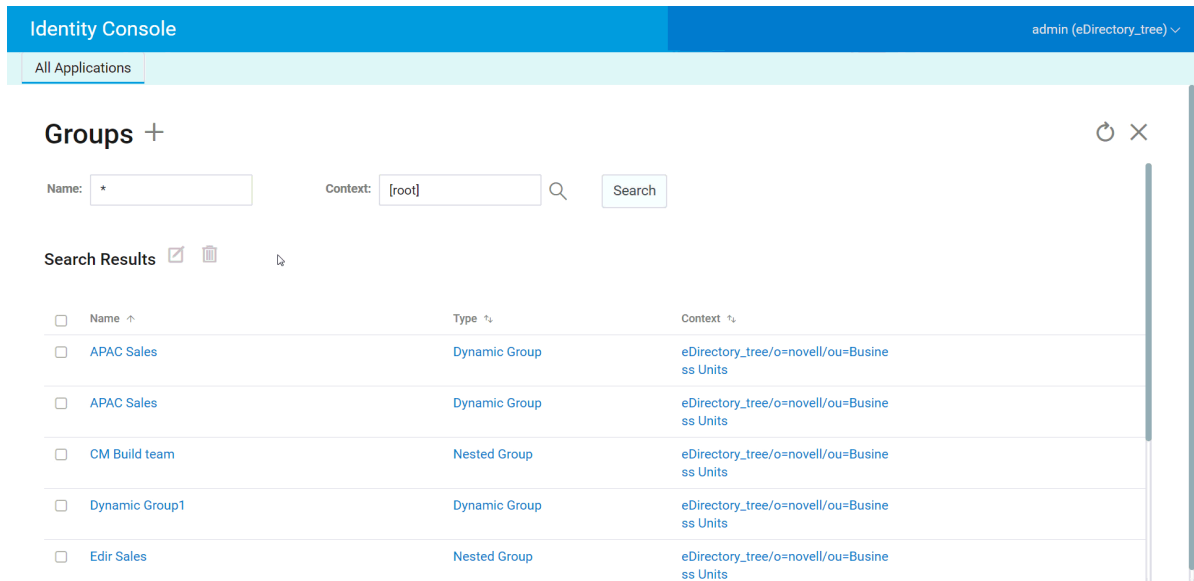 Identity Console
admin (eDirectory_tree)
All Applications
Groups
Name: * Context: [root] Search
Search Results
Name Type Context
APAC Sales Dynamic Group eDirectory_tree/o=novell/ou=Busine
ss Units
APAC Sales Dynamic Group eDirectory_tree/o=novell/ou=Busine
ss Units
CM Build team Nested Group eDirectory_tree/o=novell/ou=Busine
ss Units
Dynamic Group1 Dynamic Group eDirectory_tree/o=novell/ou=Busine
ss Units
Edir Sales Nested Group eDirectory_tree/o=novell/ou=Busine
ss Units